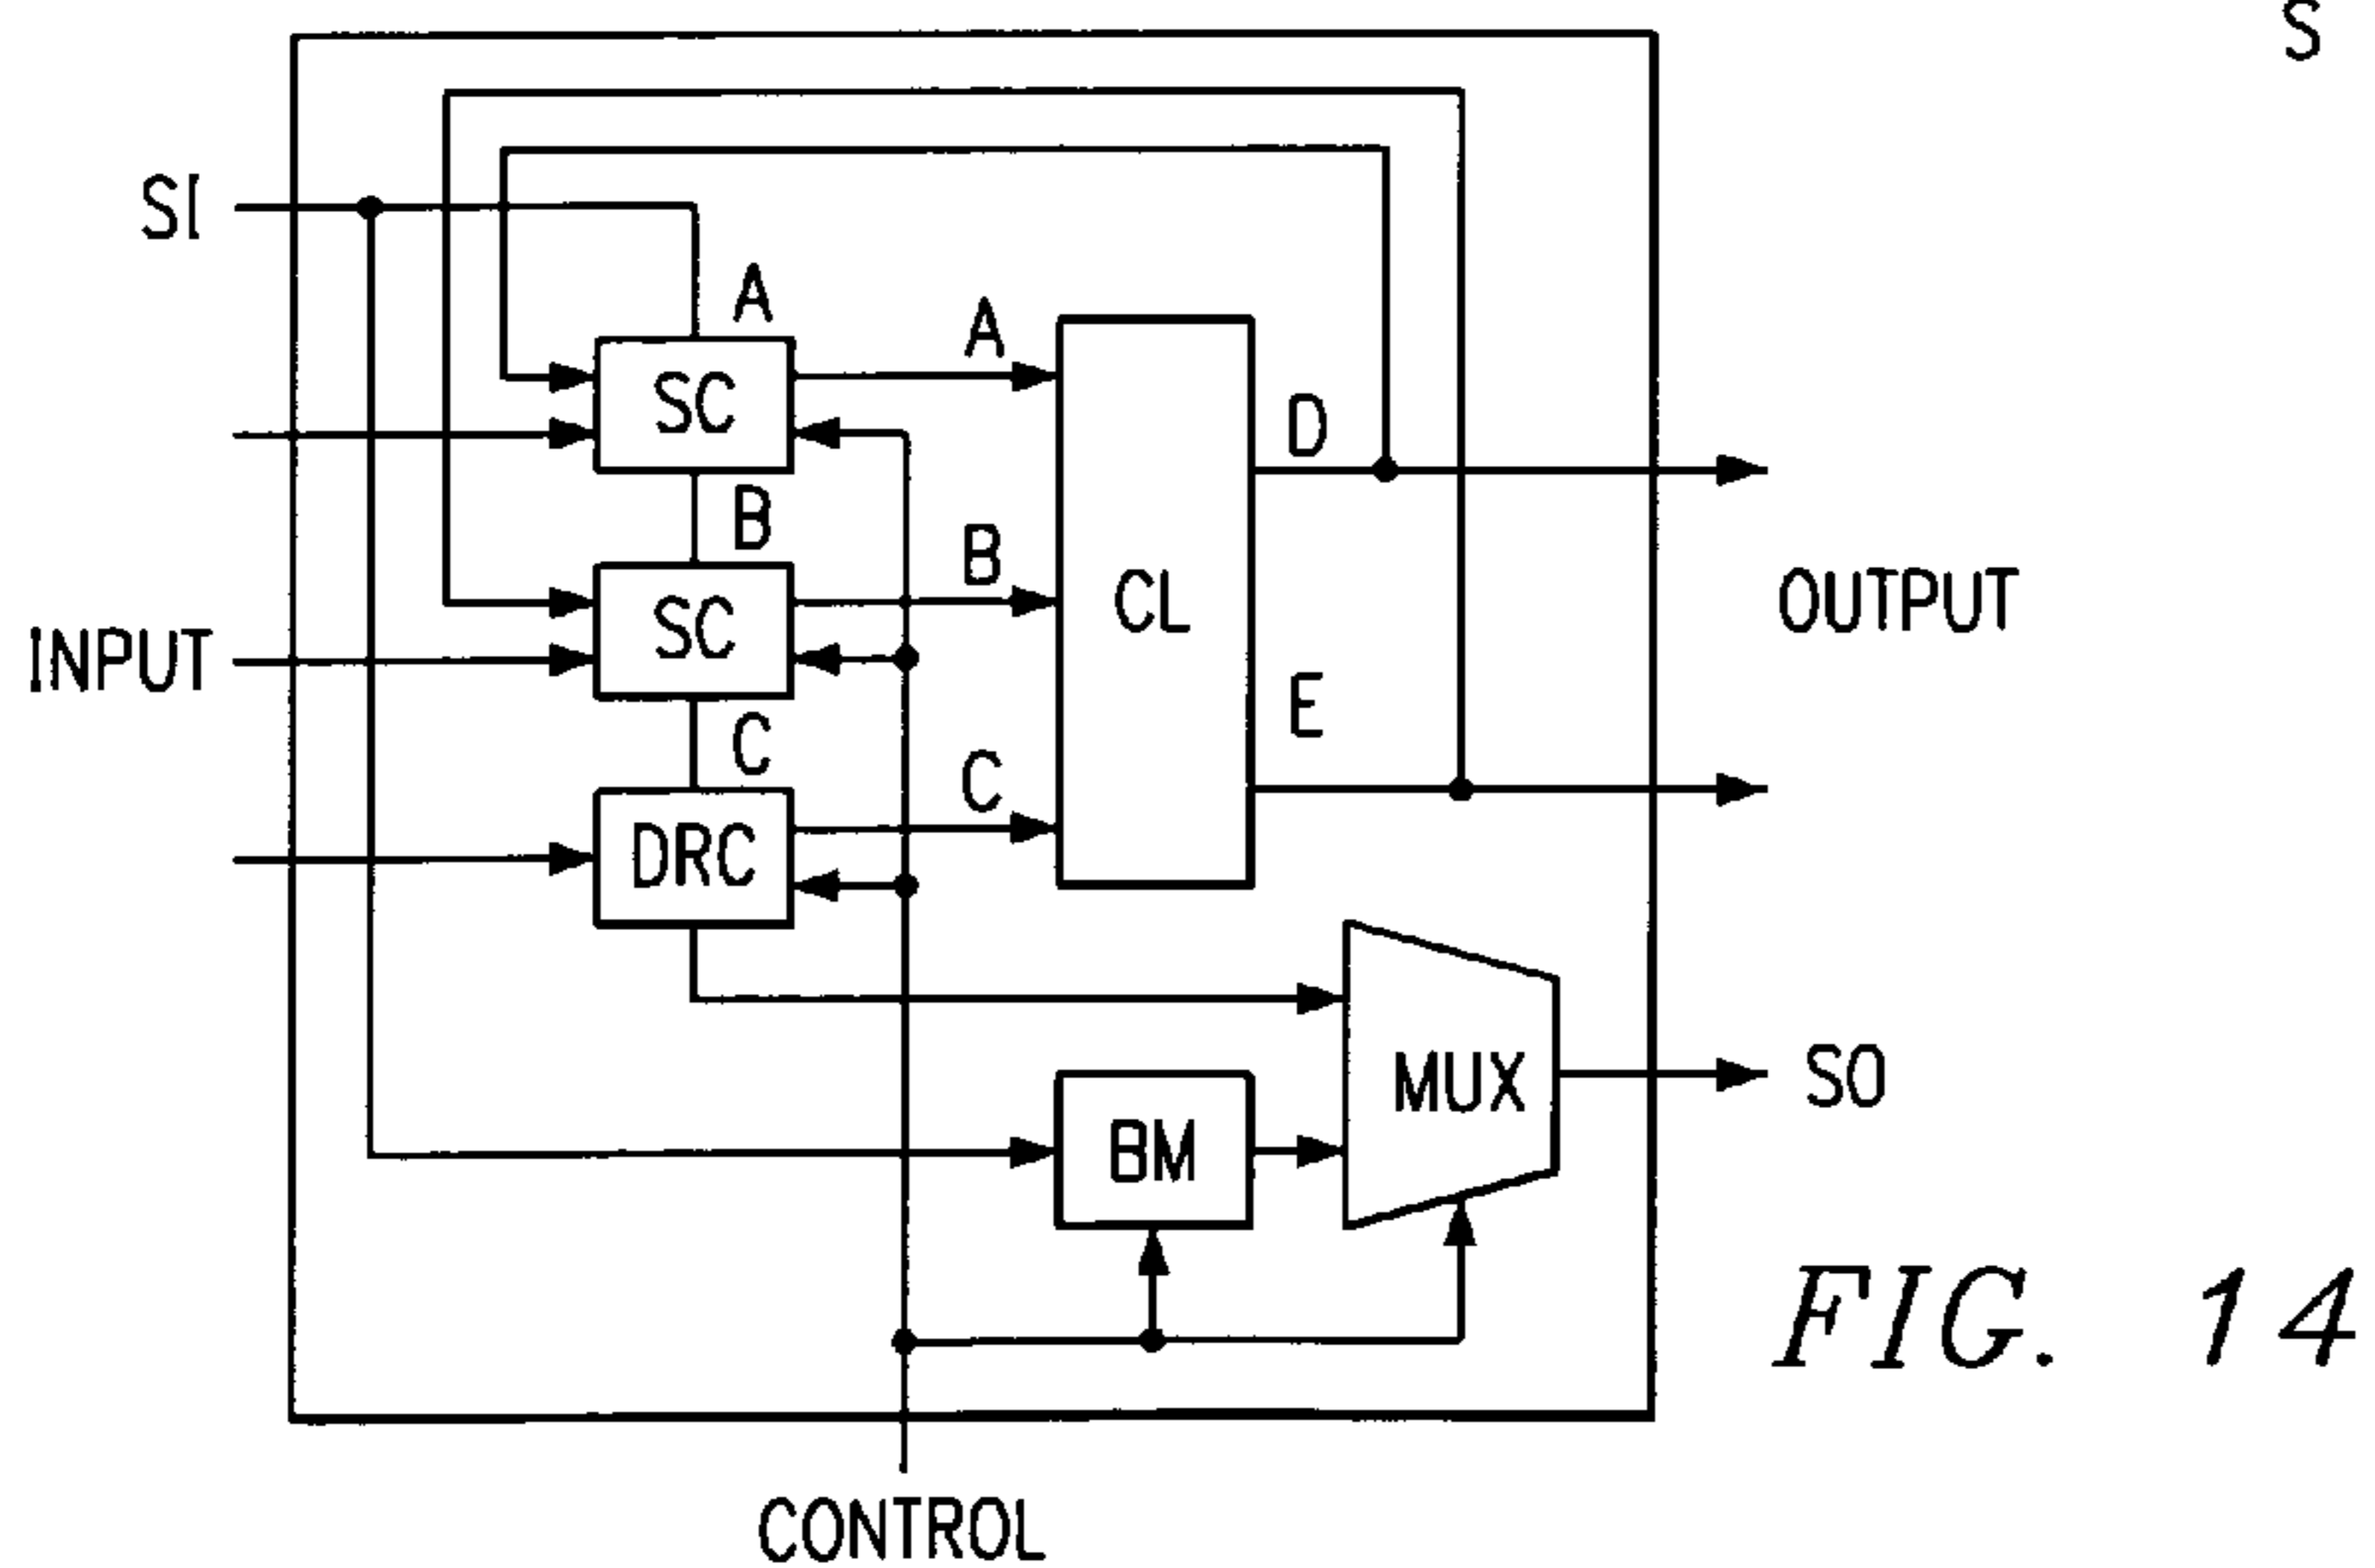 S
SI
A
A
SC
D
B
B
SC
CL
OUTPUT
INPUT
E
C
C
DRC
MUX
SO
BM
FIG. 14
CONTROL